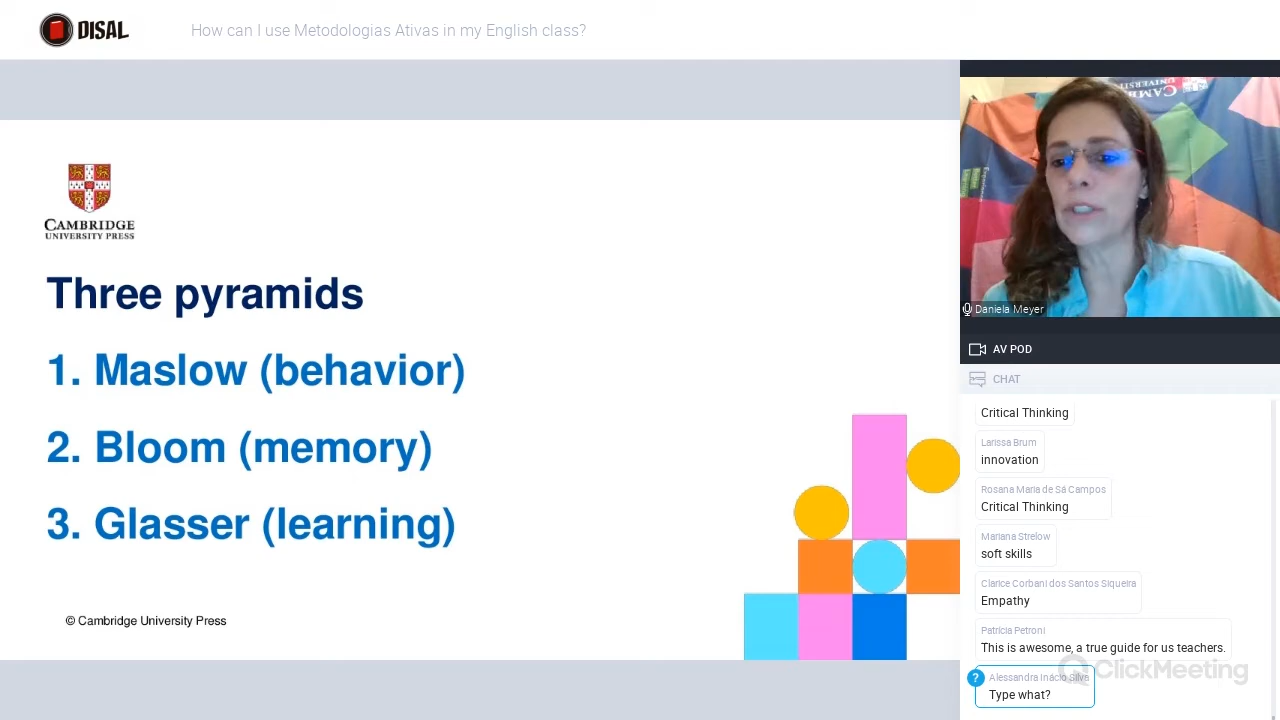 DISAL
How can I use Metodologias Ativas in my English class?
CAMBRIDGE
UNIVERSITY PRESS
Three pyramids
1. Maslow (behavior)
2. Bloom (memory)
3. Glasser (learning)
© Cambridge University Press
CAMBRIDGE
Daniela Meyer
AV POD
CHAT
Critical Thinking
Larissa Brum
innovation
Rosana Maria de Sá Campos
Critical Thinking
Mariana Strelow
soft skills
Clarice Corbani dos Santos Siqueira
Empathy
Patrícia Petroni
This is awesome, a true guide for us teachers.
ClickMeeting
?
Alessandra Inácio Silva
Type what?